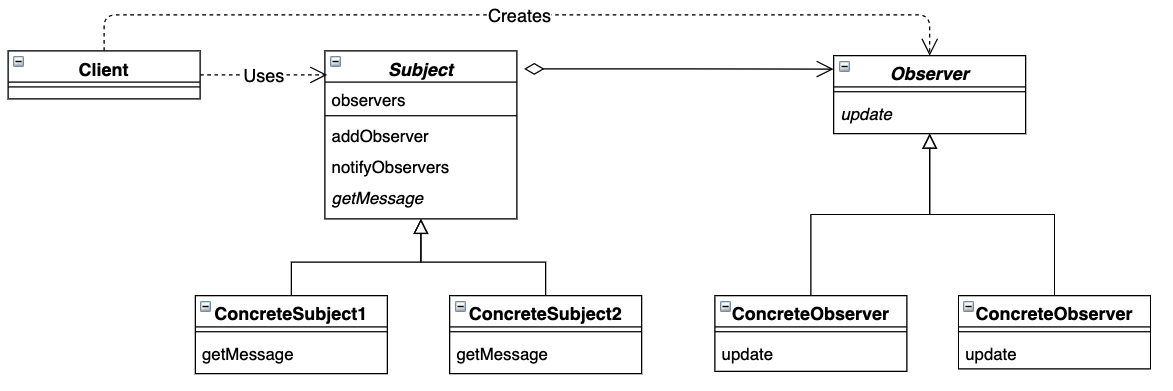 Creates
Client
Uses
Subject
observers
addObserver
notifyObservers
getMessage
Observer
update
ConcreteSubject1
getMessage
ConcreteSubject2
getMessage
ConcreteObserver
update
ConcreteObserver
update